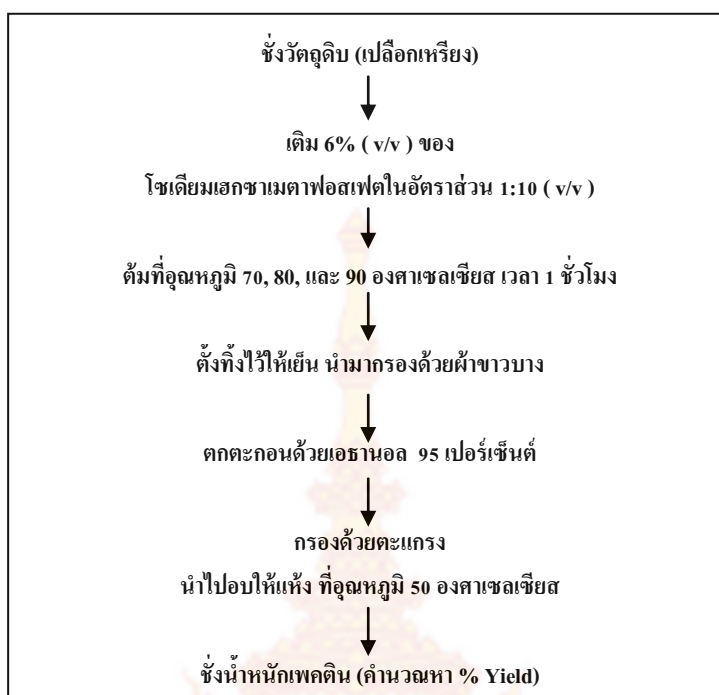 ชั่งวัตถุดิบ (เปลือกเหรียง)
เติม 6% ( v/v ) ของ
โซเดียมเฮกซาเมตาฟอสเฟตในอัตราส่วน 1:10 ( v/v )
ต้มที่อุณหภูมิ 70, 80, และ 90 องศาเซลเซียส เวลา 1 ชั่วโมง
ตั้งทิ้งไว้ให้เย็น นำมากรองด้วยผ้าขาวบาง
ตกตะกอนด้วยเอธานอล 95 เปอร์เซ็นต์
กรองด้วยตะแกรง
นำไปอบให้แห้ง ที่อุณหภูมิ 50 องศาเซลเซียส
ชั่งน้ำหนักเพคติน (คำนวณหา % Yield)